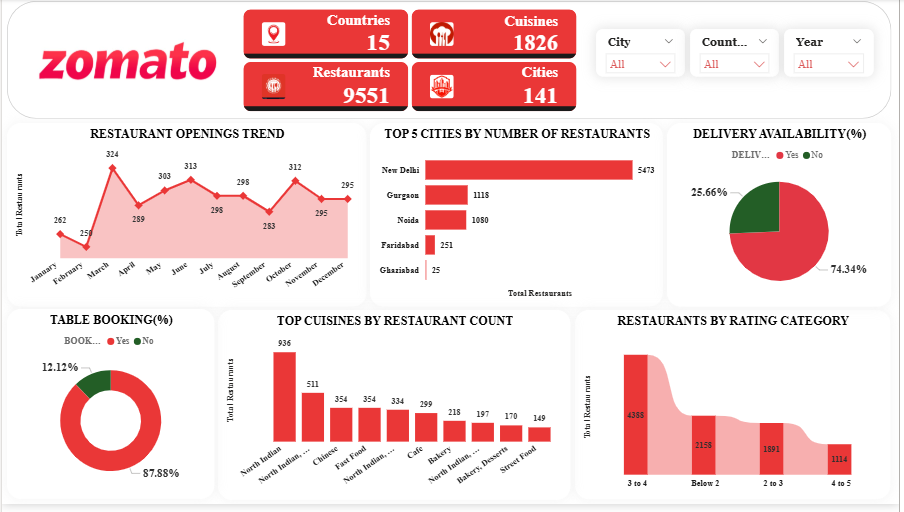 zomato
Countries
15
Cuisines
1826
Restaurants
9551
Cities
141
City
All
Count...
All
Year
All
RESTAURANT OPENINGS TREND
Total Restaurants
262
250
324
289
303
313
298
298
283
312
295
295
January
February
March
April
May
June
July
August
September
October
November
December
TOP 5 CITIES BY NUMBER OF RESTAURANTS
New Delhi 5473
Gurgaon 1118
Noida 1080
Faridabad 251
Ghaziabad 25
Total Restaurants
DELIVERY AVAILABILITY(%)
DELIV... Yes No
25.66%
74.34%
TABLE BOOKING(%)
BOOK... Yes No
12.12%
87.88%
TOP CUISINES BY RESTAURANT COUNT
Total Restaurants
936
511
354
354
334
299
218
197
170
149
North Indian
North Indian, ...
Chinese
Fast Food
North Indian, ...
Cafe
Bakery
North Indian, ...
Bakery, Desserts
Street Food
RESTAURANTS BY RATING CATEGORY
Total Restaurants
4388
2158
1891
1114
3 to 4
Below 2
2 to 3
4 to 5